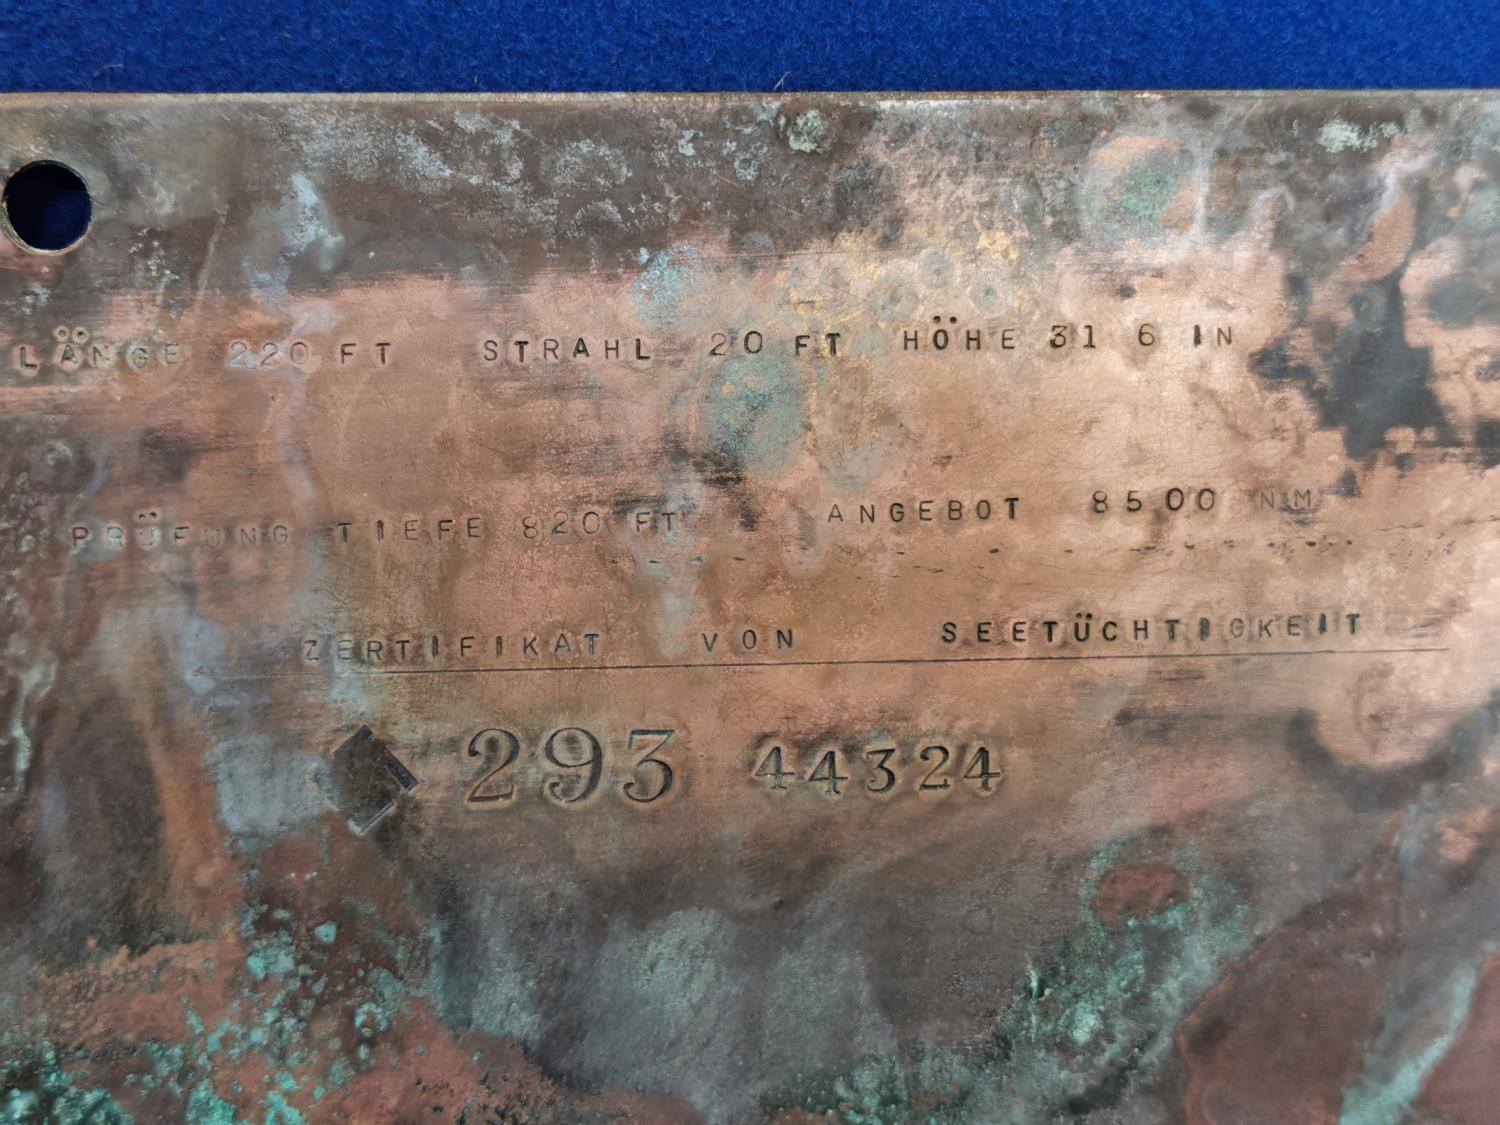 LÄNGE 220 FT STRAHL 20 FT HÖHE 31 6 IN
PRÜFUNG TIEFE 820 FT ANGEBOT 8500 NM
ZERTIFIKAT VON SEETÜCHTIGKEIT
293 44324